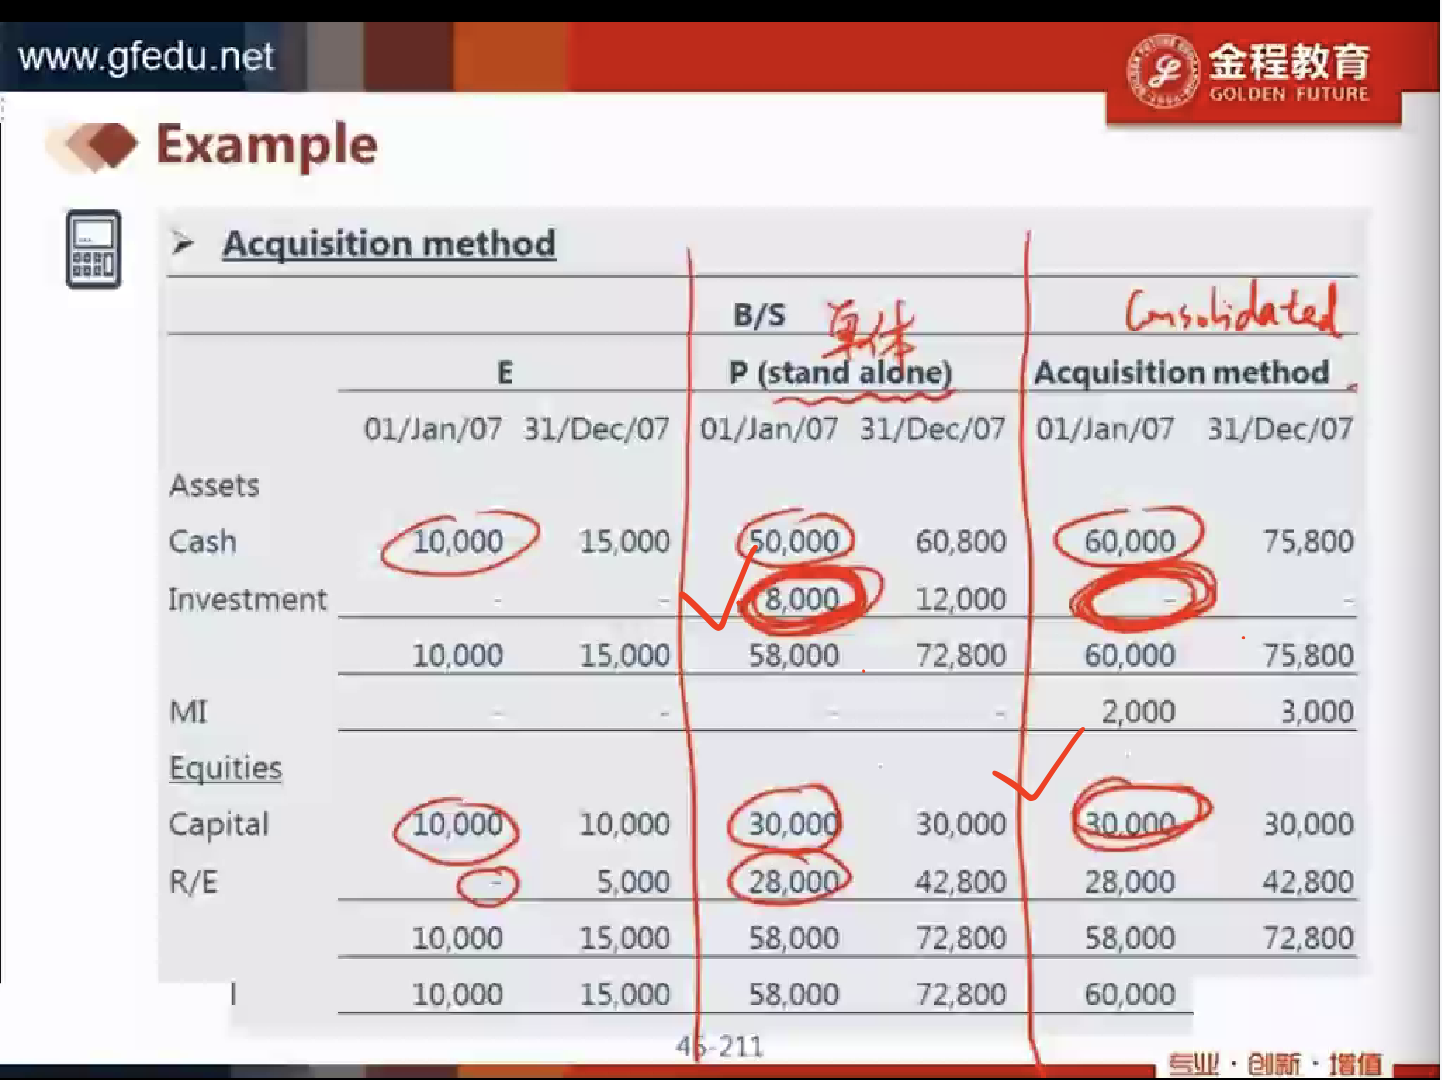 www.gfedu.net
金程教育
GOLDEN FUTURE
Example
Acquisition method
B/S 单体 Consolidated
E P (stand alone) Acquisition method
01/Jan/07 31/Dec/07 01/Jan/07 31/Dec/07 01/Jan/07 31/Dec/07
Assets
Cash 10,000 15,000 50,000 60,800 60,000 75,800
Investment - - 8,000 12,000 - -
10,000 15,000 58,000 72,800 60,000 75,800
MI - - - - 2,000 3,000
Equities
Capital 10,000 10,000 30,000 30,000 30,000 30,000
R/E - 5,000 28,000 42,800 28,000 42,800
10,000 15,000 58,000 72,800 58,000 72,800
10,000 15,000 58,000 72,800 60,000
45-211
专业·创新·增值